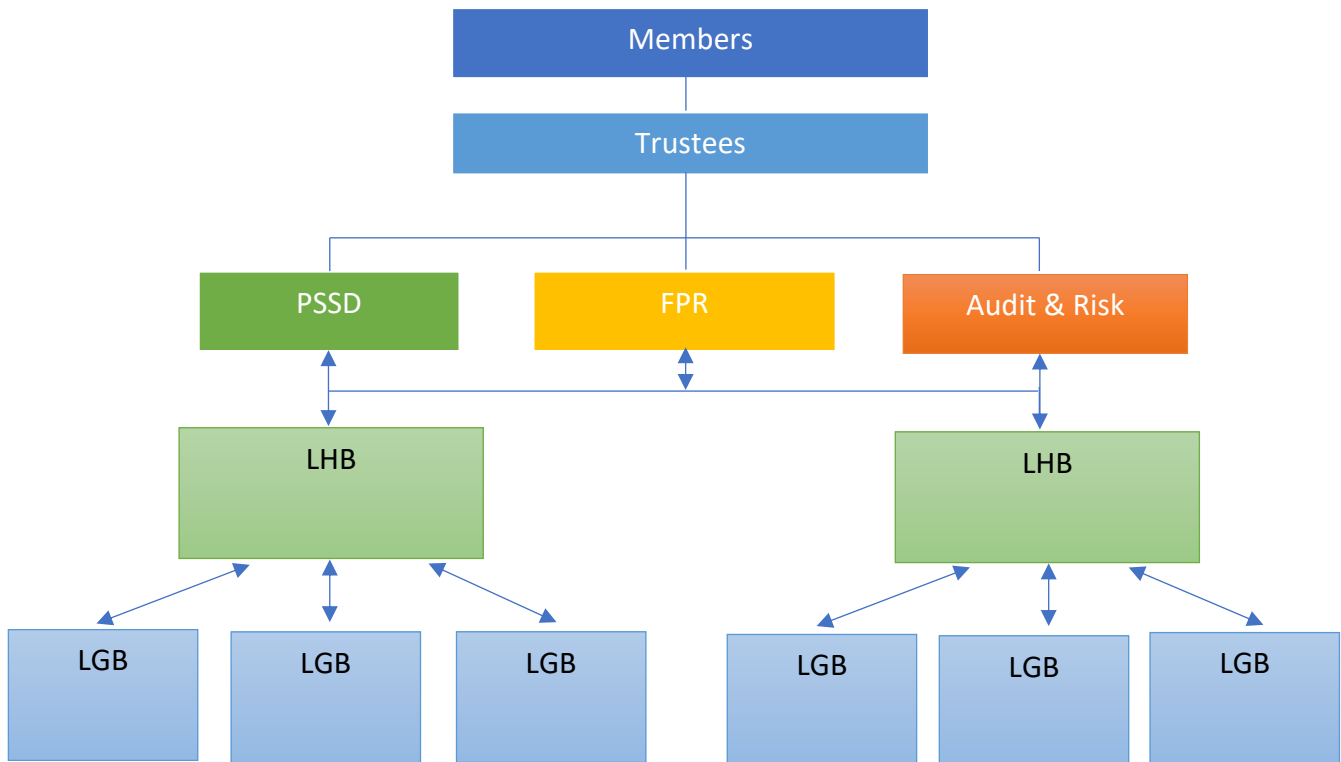 Members
Trustees
PSSD
FPR
Audit & Risk
LHB
LHB
LGB
LGB
LGB
LGB
LGB
LGB